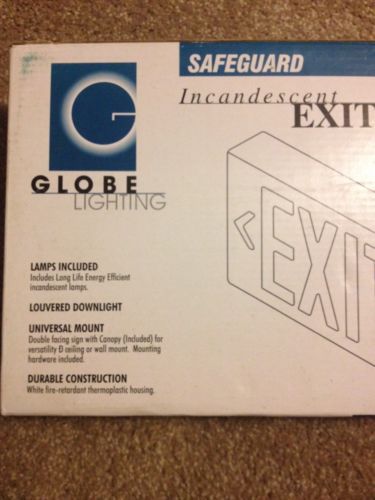 SAFEGUARD
Incandescent
EXIT
G
GLOBE
LIGHTING
LAMPS INCLUDED
Includes Long Life Energy Efficient
incandescent lamps.
LOUVERED DOWNLIGHT
UNIVERSAL MOUNT
Double facing sign with Canopy (Included) for
versatility Ð ceiling or wall mount. Mounting
hardware included.
DURABLE CONSTRUCTION
White fire-retardant thermoplastic housing.
EXIT